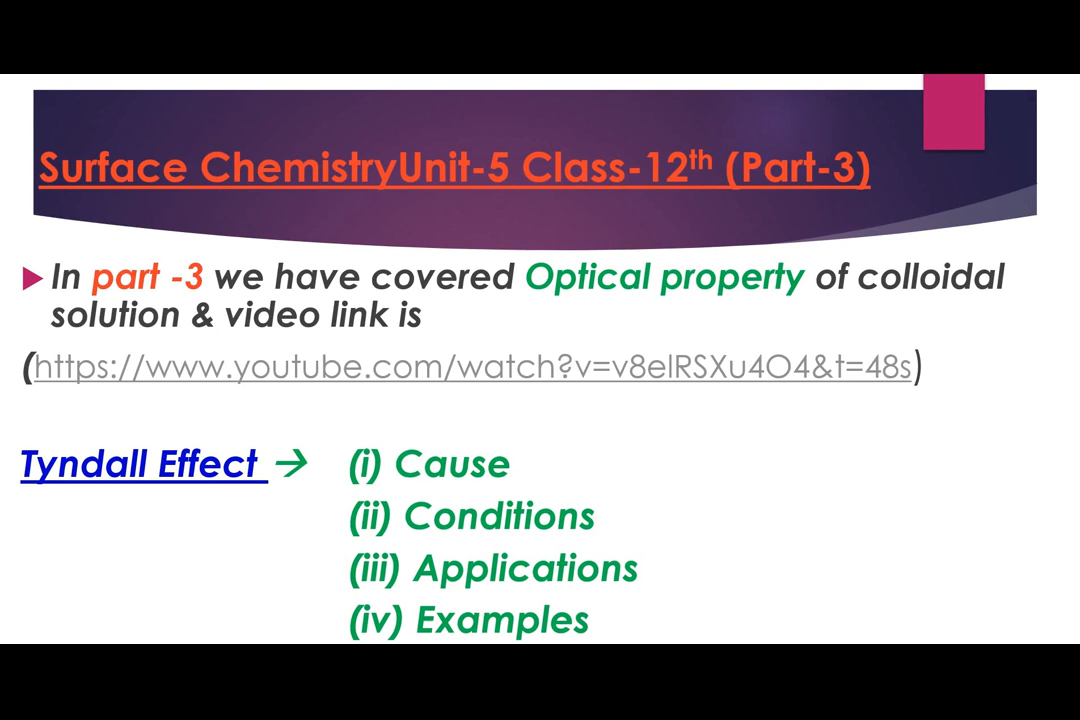 Surface ChemistryUnit-5 Class-12th (Part-3)
In part -3 we have covered Optical property of colloidal
solution & video link is
(https://www.youtube.com/watch?v=v8elRSXu4O4&t=48s)
Tyndall Effect → (i) Cause
(ii) Conditions
(iii) Applications
(iv) Examples